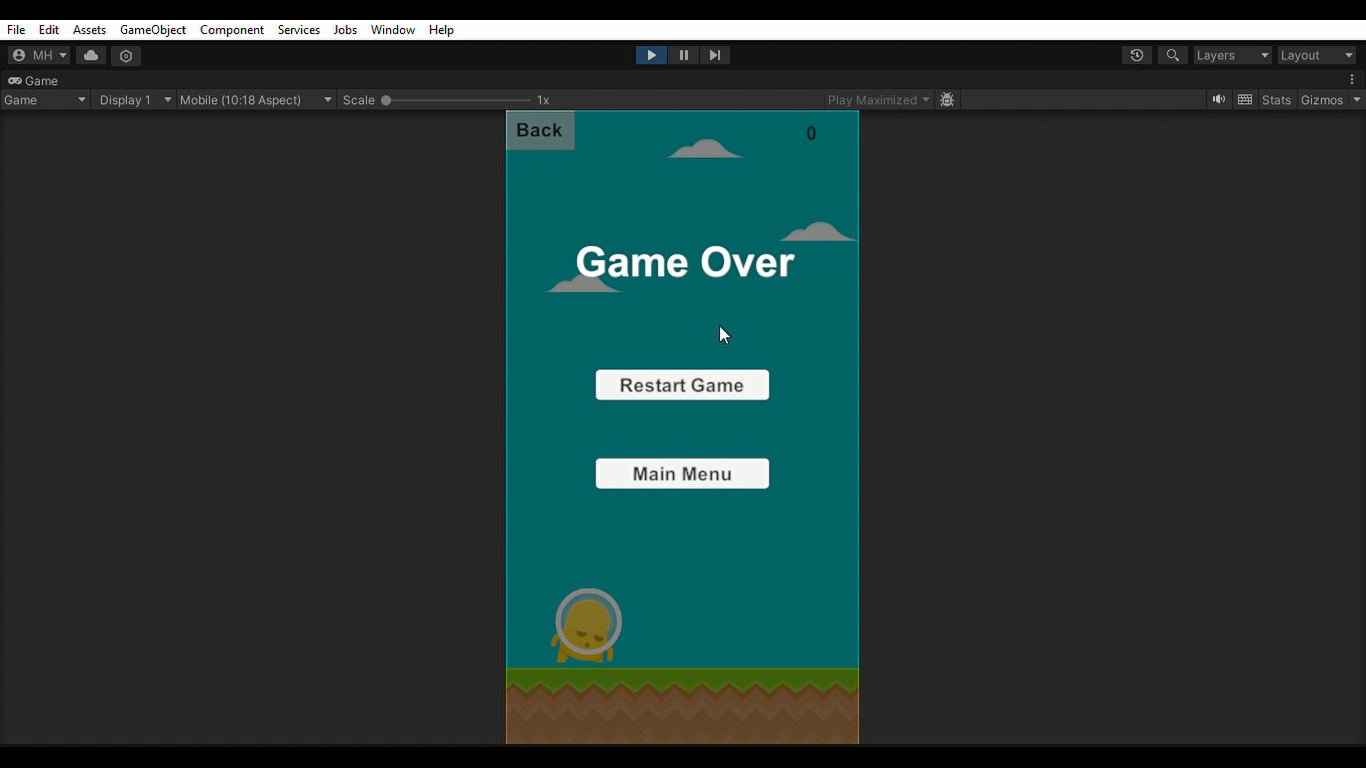 File Edit Assets GameObject Component Services Jobs Window Help
MH Layers Layout
Game
Game Display 1 Mobile (10:18 Aspect) Scale 1x Play Maximized Stats Gizmos
Back 0
Game Over
Restart Game
Main Menu